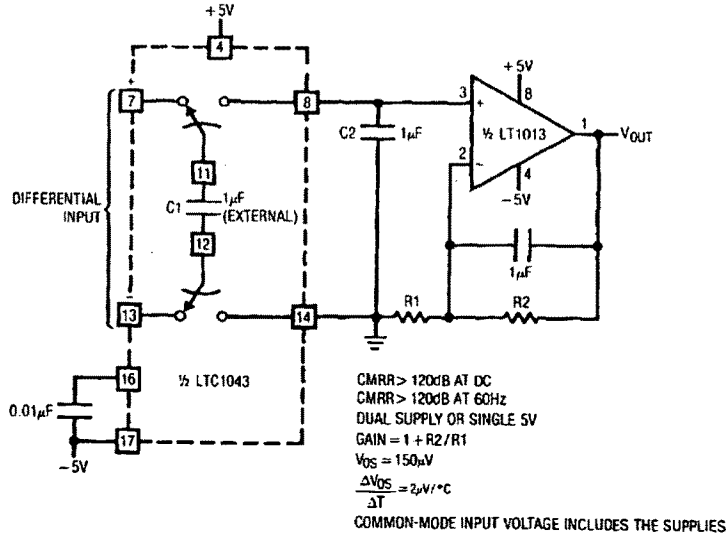 +5V
4
+
7
8
3
+
+5V
8
½ LT1013
1
VOUT
2
−
4
−5V
C2
1μF
11
C1
1μF
(EXTERNAL)
12
DIFFERENTIAL
INPUT
1μF
R1
R2
−
13
14
16
½ LTC1043
0.01μF
17
−5V
CMRR > 120dB AT DC
CMRR > 120dB AT 60Hz
DUAL SUPPLY OR SINGLE 5V
GAIN = 1 + R2/R1
VOS = 150μV
ΔVOS
ΔT
= 2μV/°C
COMMON-MODE INPUT VOLTAGE INCLUDES THE SUPPLIES